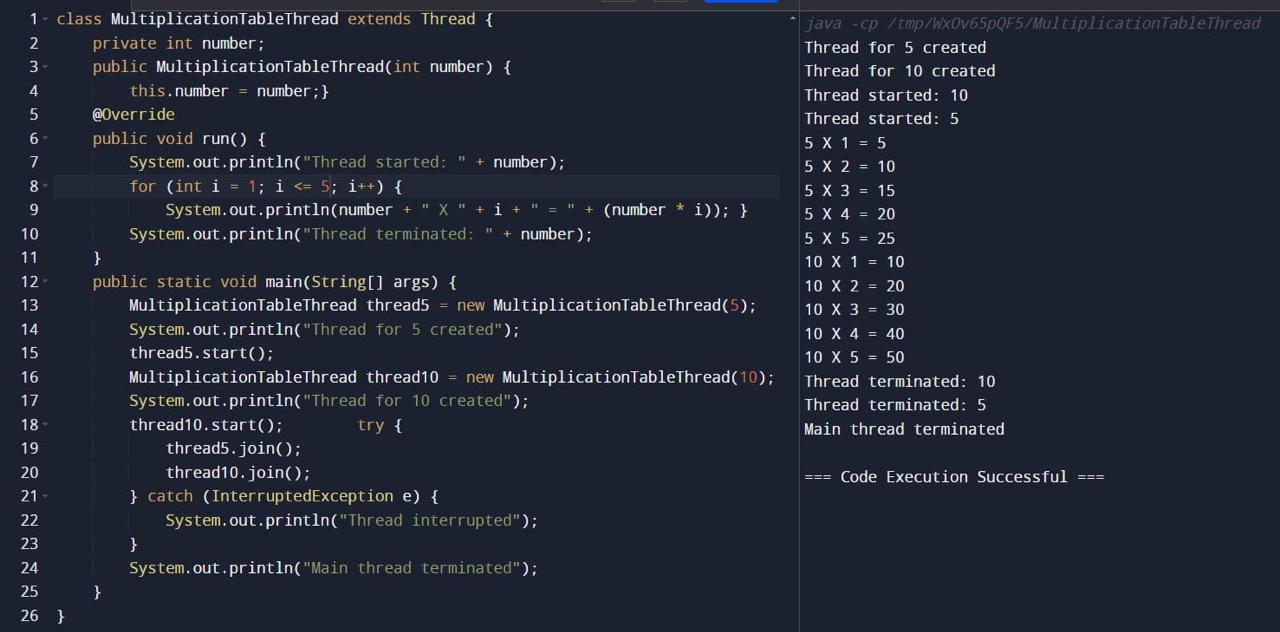 1 class MultiplicationTableThread extends Thread {
2     private int number;
3     public MultiplicationTableThread(int number) {
4         this.number = number;}
5     @Override
6     public void run() {
7         System.out.println("Thread started: " + number);
8         for (int i = 1; i <= 5; i++) {
9             System.out.println(number + " X " + i + " = " + (number * i)); }
10         System.out.println("Thread terminated: " + number);
11     }
12     public static void main(String[] args) {
13         MultiplicationTableThread thread5 = new MultiplicationTableThread(5);
14         System.out.println("Thread for 5 created");
15         thread5.start();
16         MultiplicationTableThread thread10 = new MultiplicationTableThread(10);
17         System.out.println("Thread for 10 created");
18         thread10.start();        try {
19             thread5.join();
20             thread10.join();
21         } catch (InterruptedException e) {
22             System.out.println("Thread interrupted");
23         }
24         System.out.println("Main thread terminated");
25     }
26 }
java -cp /tmp/WxOv65pQF5/MultiplicationTableThread
Thread for 5 created
Thread for 10 created
Thread started: 10
Thread started: 5
5 X 1 = 5
5 X 2 = 10
5 X 3 = 15
5 X 4 = 20
5 X 5 = 25
10 X 1 = 10
10 X 2 = 20
10 X 3 = 30
10 X 4 = 40
10 X 5 = 50
Thread terminated: 10
Thread terminated: 5
Main thread terminated
=== Code Execution Successful ===